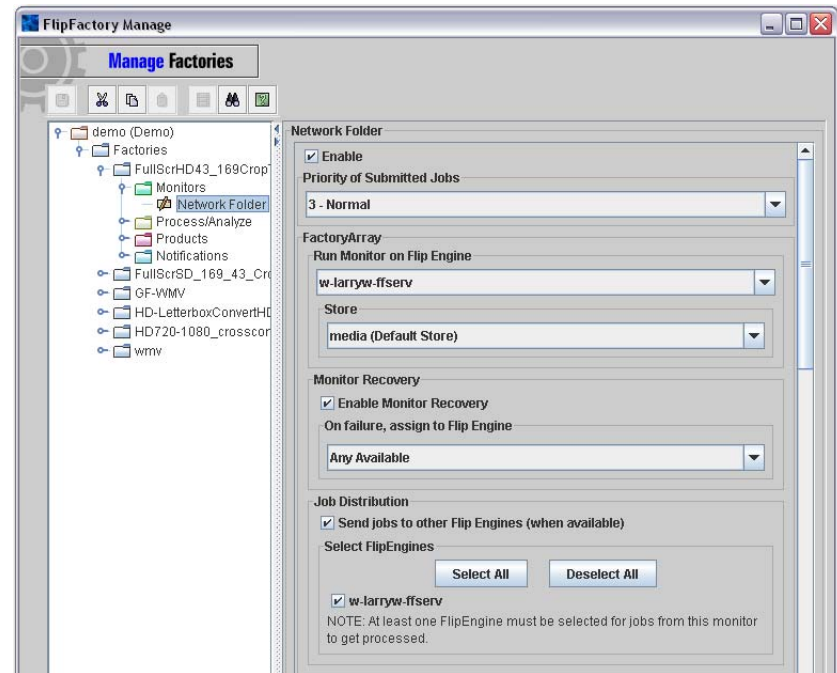 FlipFactory Manage
Manage Factories
demo (Demo)
Factories
FullScrHD43_169Crop
Monitors
Network Folder
Process/Analyze
Products
Notifications
FullScrSD_169_43_Cr
GF-WMV
HD-LetterboxConvertH
HD720-1080_crosscor
wmv
Network Folder
Enable
Priority of Submitted Jobs
3 - Normal
FactoryArray
Run Monitor on Flip Engine
w-larryw-ffserv
Store
media (Default Store)
Monitor Recovery
Enable Monitor Recovery
On failure, assign to Flip Engine
Any Available
Job Distribution
Send jobs to other Flip Engines (when available)
Select FlipEngines
Select All Deselect All
w-larryw-ffserv
NOTE: At least one FlipEngine must be selected for jobs from this monitor
to get processed.